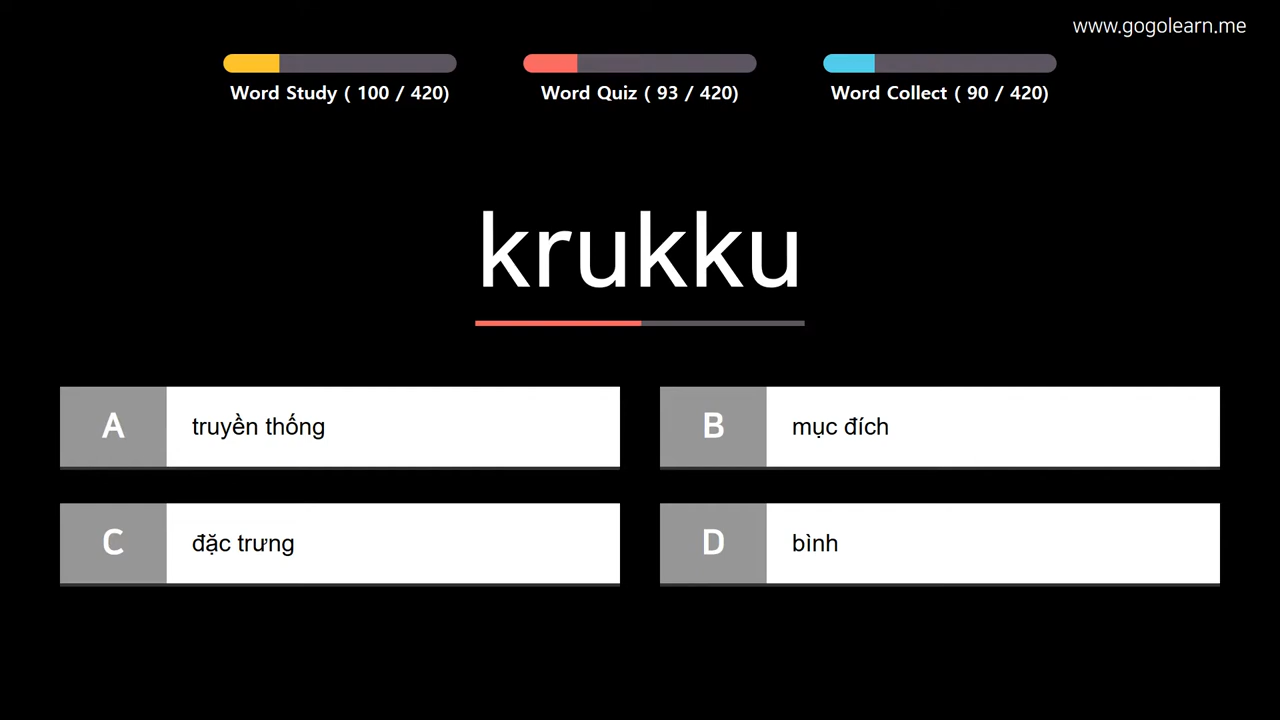 www.gogolearn.me
Word Study ( 100 / 420)
Word Quiz ( 93 / 420)
Word Collect ( 90 / 420)
krukku
A truyền thống
B mục đích
C đặc trưng
D bình